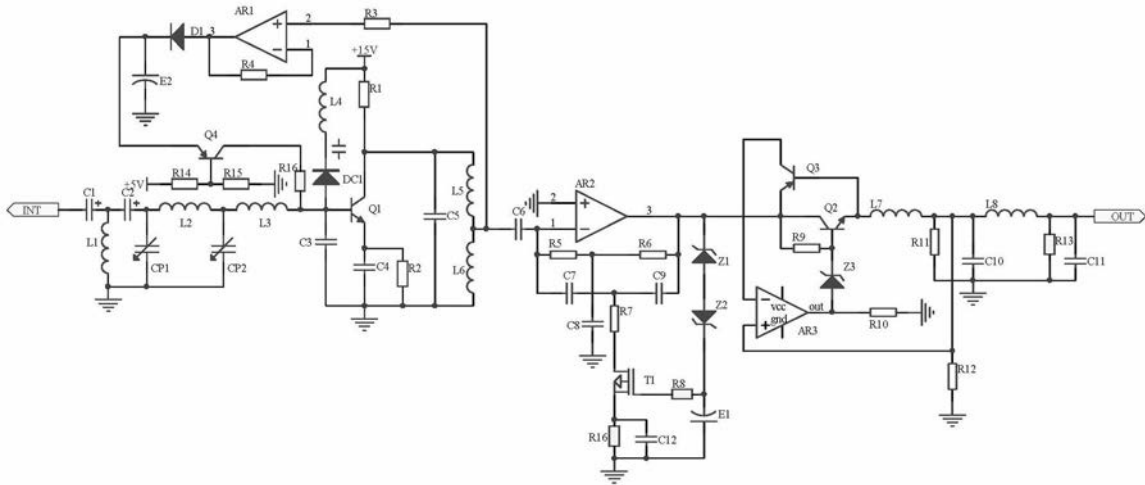 AR1
D1
3
2
1
R3
R4
E2
+15V
R1
L4
Q4
+5V
R14
R15
R16
DC1
Q1
L5
C5
L6
INT
C1
+
C2
+
L1
CP1
L2
CP2
L3
C3
C4
R2
C6
AR2
+
2
−
1
3
R5
R6
C7
C9
C8
R7
Z1
Z2
T1
R8
E1
R16
C12
Q3
Q2
R9
Z3
vcc
gnd
out
AR3
R10
L7
R11
C10
L8
R13
C11
OUT
R12